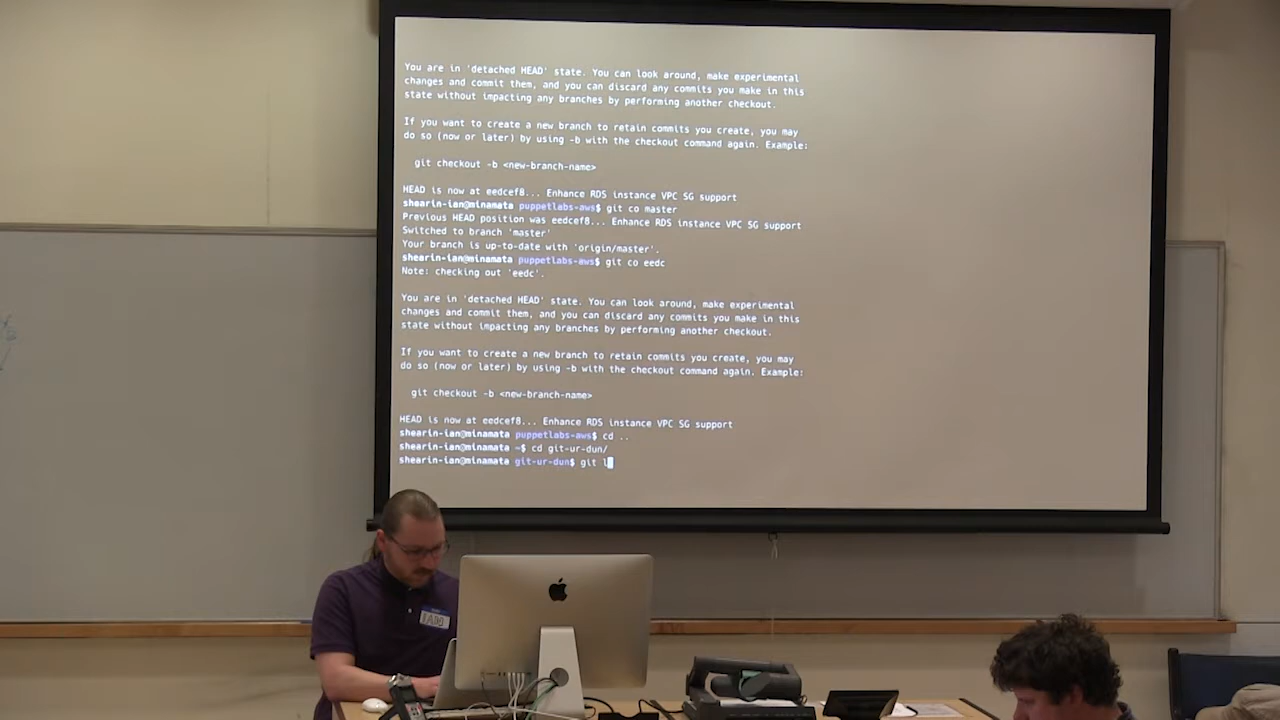 You are in 'detached HEAD' state. You can look around, make experimental
changes and commit them, and you can discard any commits you make in this
state without impacting any branches by performing another checkout.
If you want to create a new branch to retain commits you create, you may
do so (now or later) by using -b with the checkout command again. Example:
git checkout -b <new-branch-name>
HEAD is now at eedcef8... Enhance RDS instance VPC SG support
shearin-ian@minamata puppetlabs-aws$ git co master
Previous HEAD position was eedcef8... Enhance RDS instance VPC SG support
Switched to branch 'master'
Your branch is up-to-date with 'origin/master'.
shearin-ian@minamata puppetlabs-aws$ git co eedc
Note: checking out 'eedc'.
You are in 'detached HEAD' state. You can look around, make experimental
changes and commit them, and you can discard any commits you make in this
state without impacting any branches by performing another checkout.
If you want to create a new branch to retain commits you create, you may
do so (now or later) by using -b with the checkout command again. Example:
git checkout -b <new-branch-name>
HEAD is now at eedcef8... Enhance RDS instance VPC SG support
shearin-ian@minamata puppetlabs-aws$ cd ..
shearin-ian@minamata ~$ cd git-ur-dun/
shearin-ian@minamata git-ur-dun$ git l